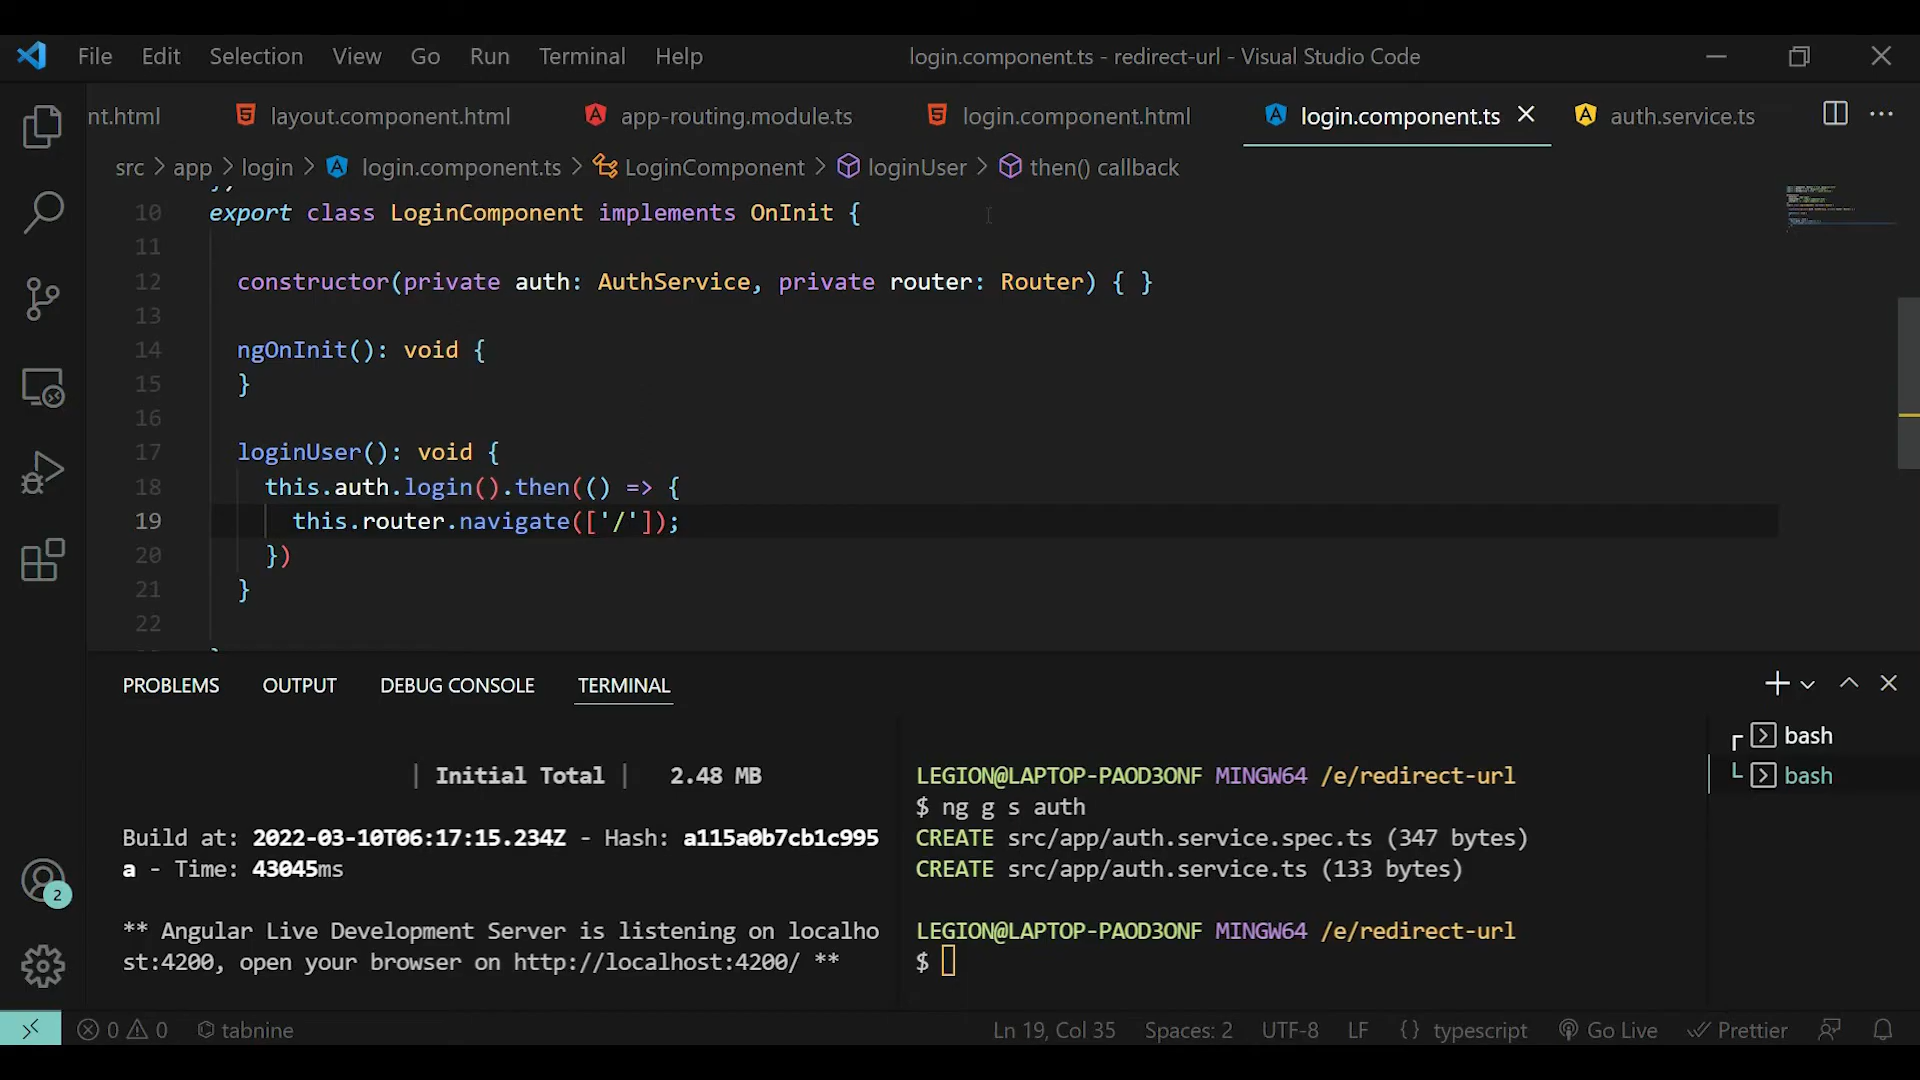 File Edit Selection View Go Run Terminal Help login.component.ts - redirect-url - Visual Studio Code
nt.html layout.component.html app-routing.module.ts login.component.html login.component.ts auth.service.ts
src > app > login > login.component.ts > LoginComponent > loginUser > then() callback
10 export class LoginComponent implements OnInit {
11
12 constructor(private auth: AuthService, private router: Router) { }
13
14 ngOnInit(): void {
15 }
16
17 loginUser(): void {
18 this.auth.login().then(() => {
19 this.router.navigate(['/']);
20 })
21 }
22
PROBLEMS OUTPUT DEBUG CONSOLE TERMINAL
| Initial Total | 2.48 MB
Build at: 2022-03-10T06:17:15.234Z - Hash: a115a0b7cb1c995
a - Time: 43045ms
** Angular Live Development Server is listening on localho
st:4200, open your browser on http://localhost:4200/ **
LEGION@LAPTOP-PAOD3ONF MINGW64 /e/redirect-url
$ ng g s auth
CREATE src/app/auth.service.spec.ts (347 bytes)
CREATE src/app/auth.service.ts (133 bytes)
LEGION@LAPTOP-PAOD3ONF MINGW64 /e/redirect-url
$
bash
bash
2
0 0 tabnine Ln 19, Col 35 Spaces: 2 UTF-8 LF {} typescript Go Live Prettier